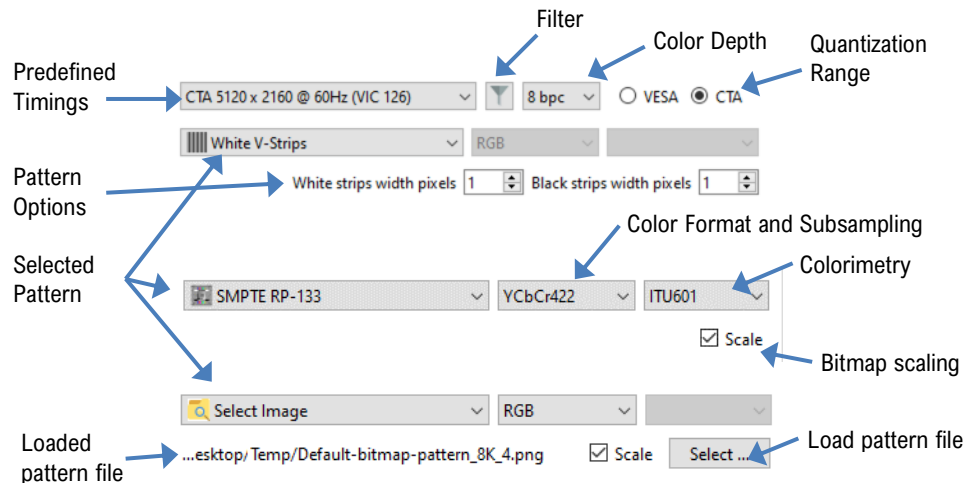 Filter
Color Depth
Quantization
Range
Predefined
Timings
CTA 5120 x 2160 @ 60Hz (VIC 126)
8 bpc
VESA
CTA
White V-Strips
RGB
Pattern
Options
White strips width pixels 1
Black strips width pixels 1
Color Format and Subsampling
Selected
Pattern
Colorimetry
SMPTE RP-133
YCbCr422
ITU601
Scale
Bitmap scaling
Select Image
RGB
Loaded
pattern file
...esktop/Temp/Default-bitmap-pattern_8K_4.png
Scale
Select ...
Load pattern file